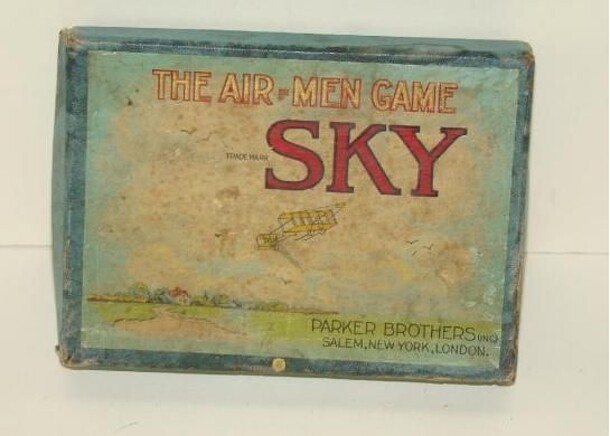 THE AIR-MEN GAME
TRADE MARK
SKY
PARKER BROTHERS (INC)
SALEM, NEW YORK, LONDON.